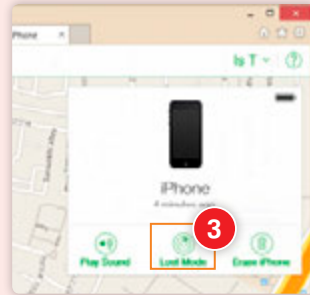 iPhone
iPhone
4 minutes ago
3
Play Sound
Lost Mode
Erase iPhone